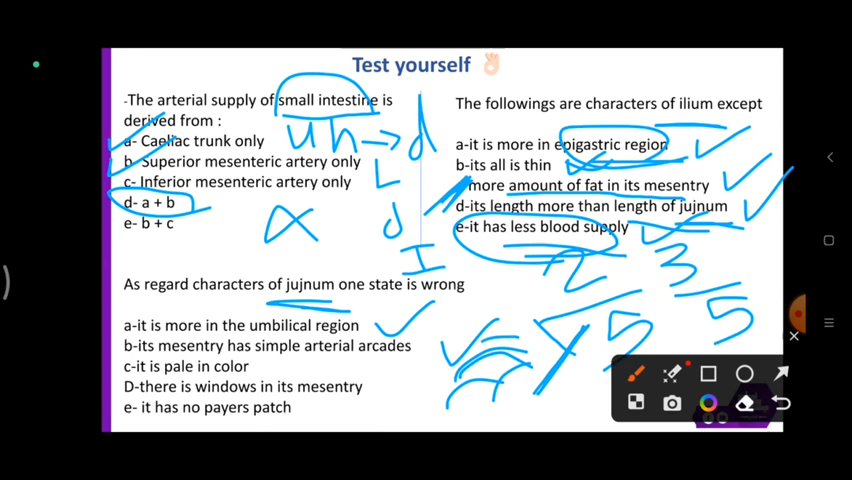 Test yourself
-The arterial supply of small intestine is
derived from :
a- Caeliac trunk only
b- Superior mesenteric artery only
c- Inferior mesenteric artery only
d- a + b
e- b + c
As regard characters of jujnum one state is wrong
a-it is more in the umbilical region
b-its mesentry has simple arterial arcades
c-it is pale in color
D-there is windows in its mesentry
e- it has no payers patch
The followings are characters of ilium except
a-it is more in epigastric region
b-its all is thin
more amount of fat in its mesentry
d-its length more than length of jujnum
e-it has less blood supply
d
L
d
I
2
5
3
5